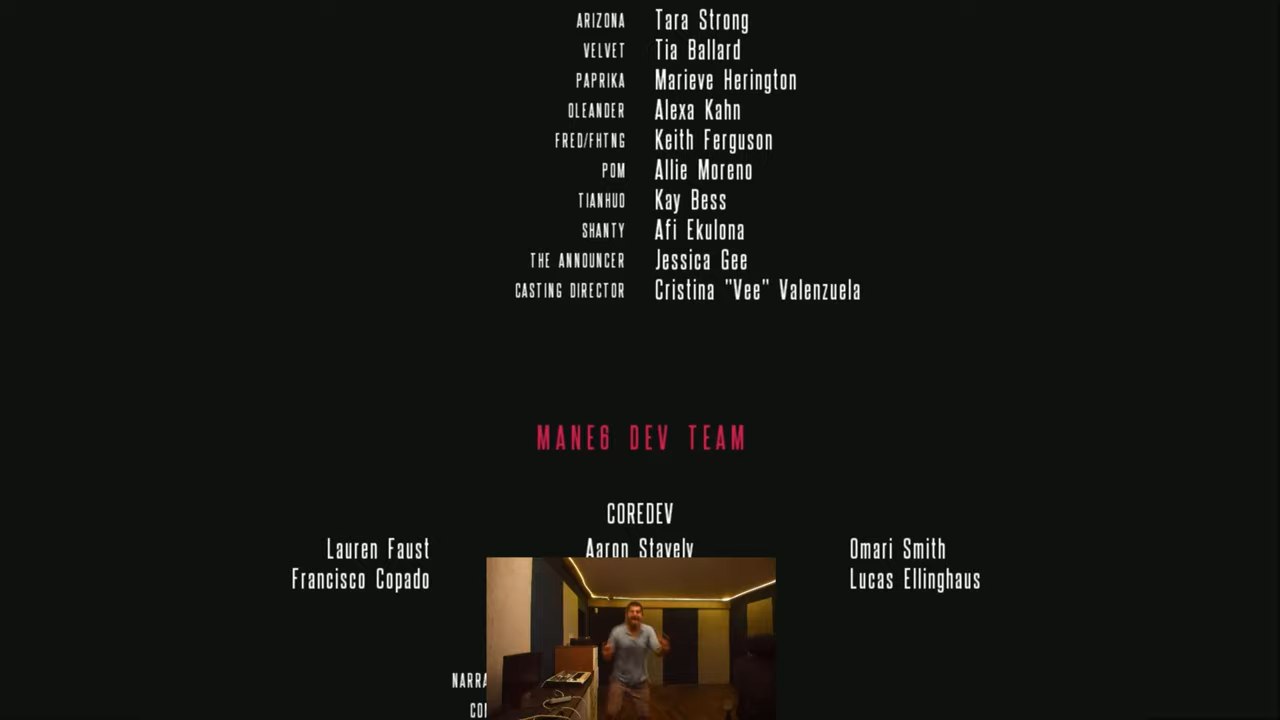 ARIZONA Tara Strong
VELVET Tia Ballard
PAPRIKA Marieve Herington
OLEANDER Alexa Kahn
FRED/FHTNG Keith Ferguson
POM Allie Moreno
TIANHUO Kay Bess
SHANTY Afi Ekulona
THE ANNOUNCER Jessica Gee
CASTING DIRECTOR Cristina "Vee" Valenzuela
MANE6 DEV TEAM
COREDEV
Lauren Faust Aaron Stavely Omari Smith
Francisco Copado Lucas Ellinghaus